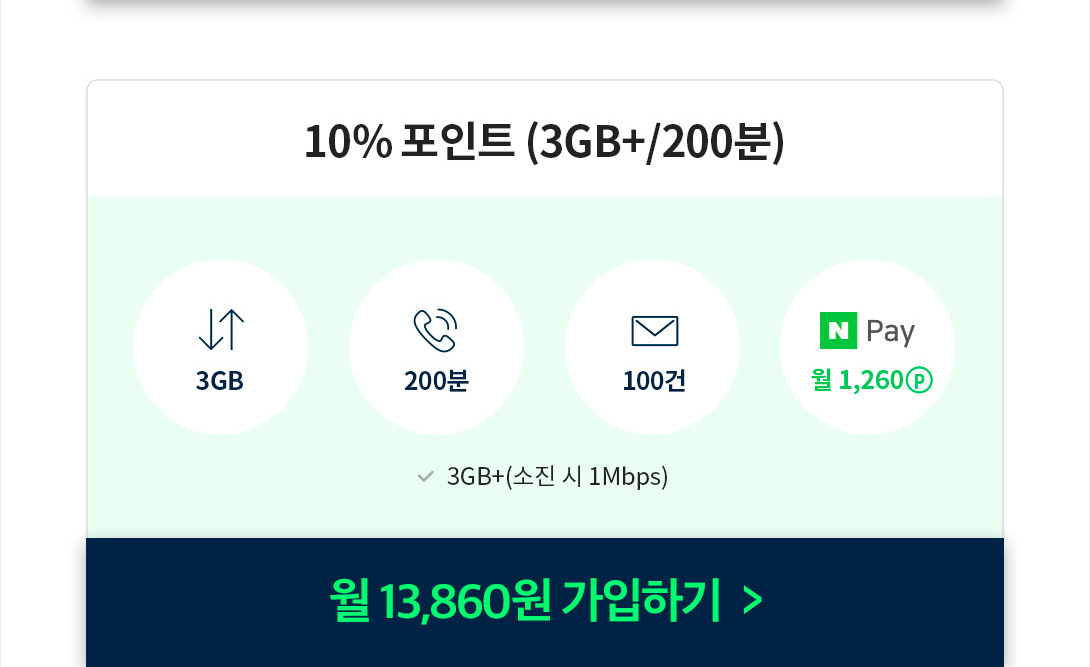 10% 포인트 (3GB+/200분)
3GB
200분
100건
N Pay
월 1,260Ⓟ
3GB+(소진 시 1Mbps)
월 13,860원 가입하기 >